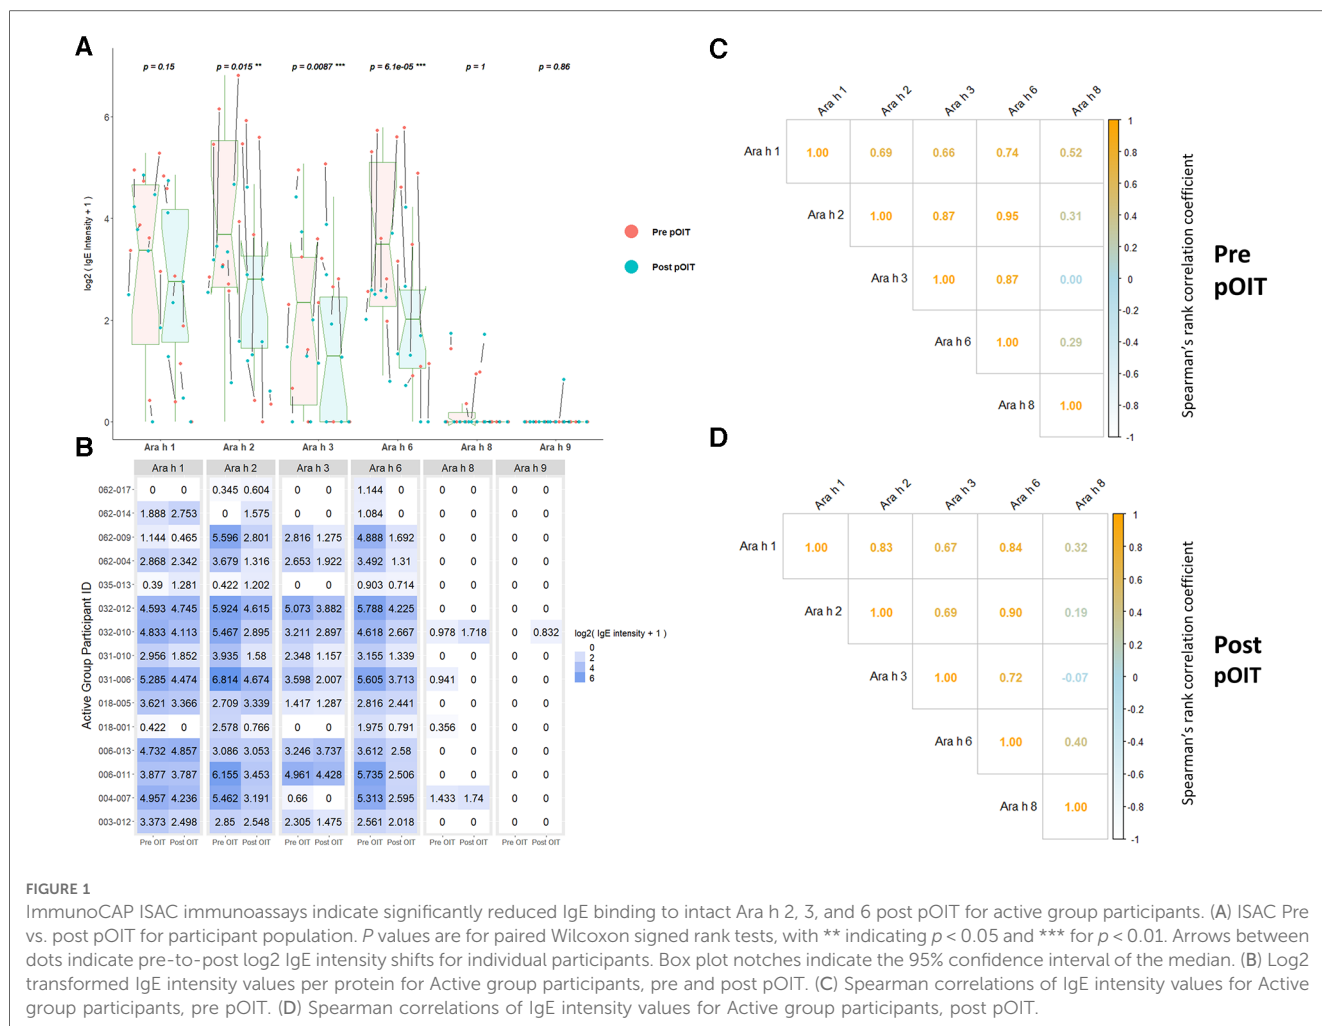 A
p = 0.15 p = 0.015 ** p = 0.0087 *** p = 6.1e-05 *** p = 1 p = 0.86
log2 ( IgE Intensity + 1 )
6
4
2
0
Ara h 1 Ara h 2 Ara h 3 Ara h 6 Ara h 8 Ara h 9
Pre pOIT
Post pOIT
B
Active Group Participant ID
Ara h 1 Ara h 2 Ara h 3 Ara h 6 Ara h 8 Ara h 9
062-017 0 0 0.345 0.604 0 0 1.144 0 0 0 0 0
062-014 1.888 2.753 0 1.575 0 0 1.084 0 0 0 0 0
062-009 1.144 0.465 5.596 2.801 2.816 1.275 4.888 1.692 0 0 0 0
062-004 2.868 2.342 3.679 1.316 2.653 1.922 3.492 1.31 0 0 0 0
035-013 0.39 1.281 0.422 1.202 0 0 0.903 0.714 0 0 0 0
032-012 4.593 4.745 5.924 4.615 5.073 3.882 5.788 4.225 0 0 0 0
032-010 4.833 4.113 5.467 2.895 3.211 2.897 4.618 2.667 0.978 1.718 0 0.832
031-010 2.956 1.852 3.935 1.58 2.348 1.157 3.155 1.339 0 0 0 0
031-006 5.285 4.474 6.814 4.674 3.598 2.007 5.605 3.713 0.941 0 0 0
018-005 3.621 3.366 2.709 3.339 1.417 1.287 2.816 2.441 0 0 0 0
018-001 0.422 0 2.578 0.766 0 0 1.975 0.791 0.356 0 0 0
006-013 4.732 4.857 3.086 3.053 3.246 3.737 3.612 2.58 0 0 0 0
006-011 3.877 3.787 6.155 3.453 4.961 4.428 5.735 2.506 0 0 0 0
004-007 4.957 4.236 5.462 3.191 0.66 0 5.313 2.595 1.433 1.74 0 0
003-012 3.373 2.498 2.85 2.548 2.305 1.475 2.561 2.018 0 0 0 0
Pre OIT Post OIT Pre OIT Post OIT Pre OIT Post OIT Pre OIT Post OIT Pre OIT Post OIT Pre OIT Post OIT
log2( IgE intensity + 1 )
0
2
4
6
C
Ara h 1 Ara h 2 Ara h 3 Ara h 6 Ara h 8
Ara h 1 1.00 0.69 0.66 0.74 0.52
Ara h 2 1.00 0.87 0.95 0.31
Ara h 3 1.00 0.87 0.00
Ara h 6 1.00 0.29
Ara h 8 1.00
1
0.8
0.6
0.4
0.2
0
-0.2
-0.4
-0.6
-0.8
-1
Spearman's rank correlation coefficient
Pre
pOIT
D
Ara h 1 Ara h 2 Ara h 3 Ara h 6 Ara h 8
Ara h 1 1.00 0.83 0.67 0.84 0.32
Ara h 2 1.00 0.69 0.90 0.19
Ara h 3 1.00 0.72 -0.07
Ara h 6 1.00 0.40
Ara h 8 1.00
1
0.8
0.6
0.4
0.2
0
-0.2
-0.4
-0.6
-0.8
-1
Spearman's rank correlation coefficient
Post
pOIT
FIGURE 1
ImmunoCAP ISAC immunoassays indicate significantly reduced IgE binding to intact Ara h 2, 3, and 6 post pOIT for active group participants. (A) ISAC Pre
vs. post pOIT for participant population. P values are for paired Wilcoxon signed rank tests, with ** indicating p < 0.05 and *** for p < 0.01. Arrows between
dots indicate pre-to-post log2 IgE intensity shifts for individual participants. Box plot notches indicate the 95% confidence interval of the median. (B) Log2
transformed IgE intensity values per protein for Active group participants, pre and post pOIT. (C) Spearman correlations of IgE intensity values for Active
group participants, pre pOIT. (D) Spearman correlations of IgE intensity values for Active group participants, post pOIT.